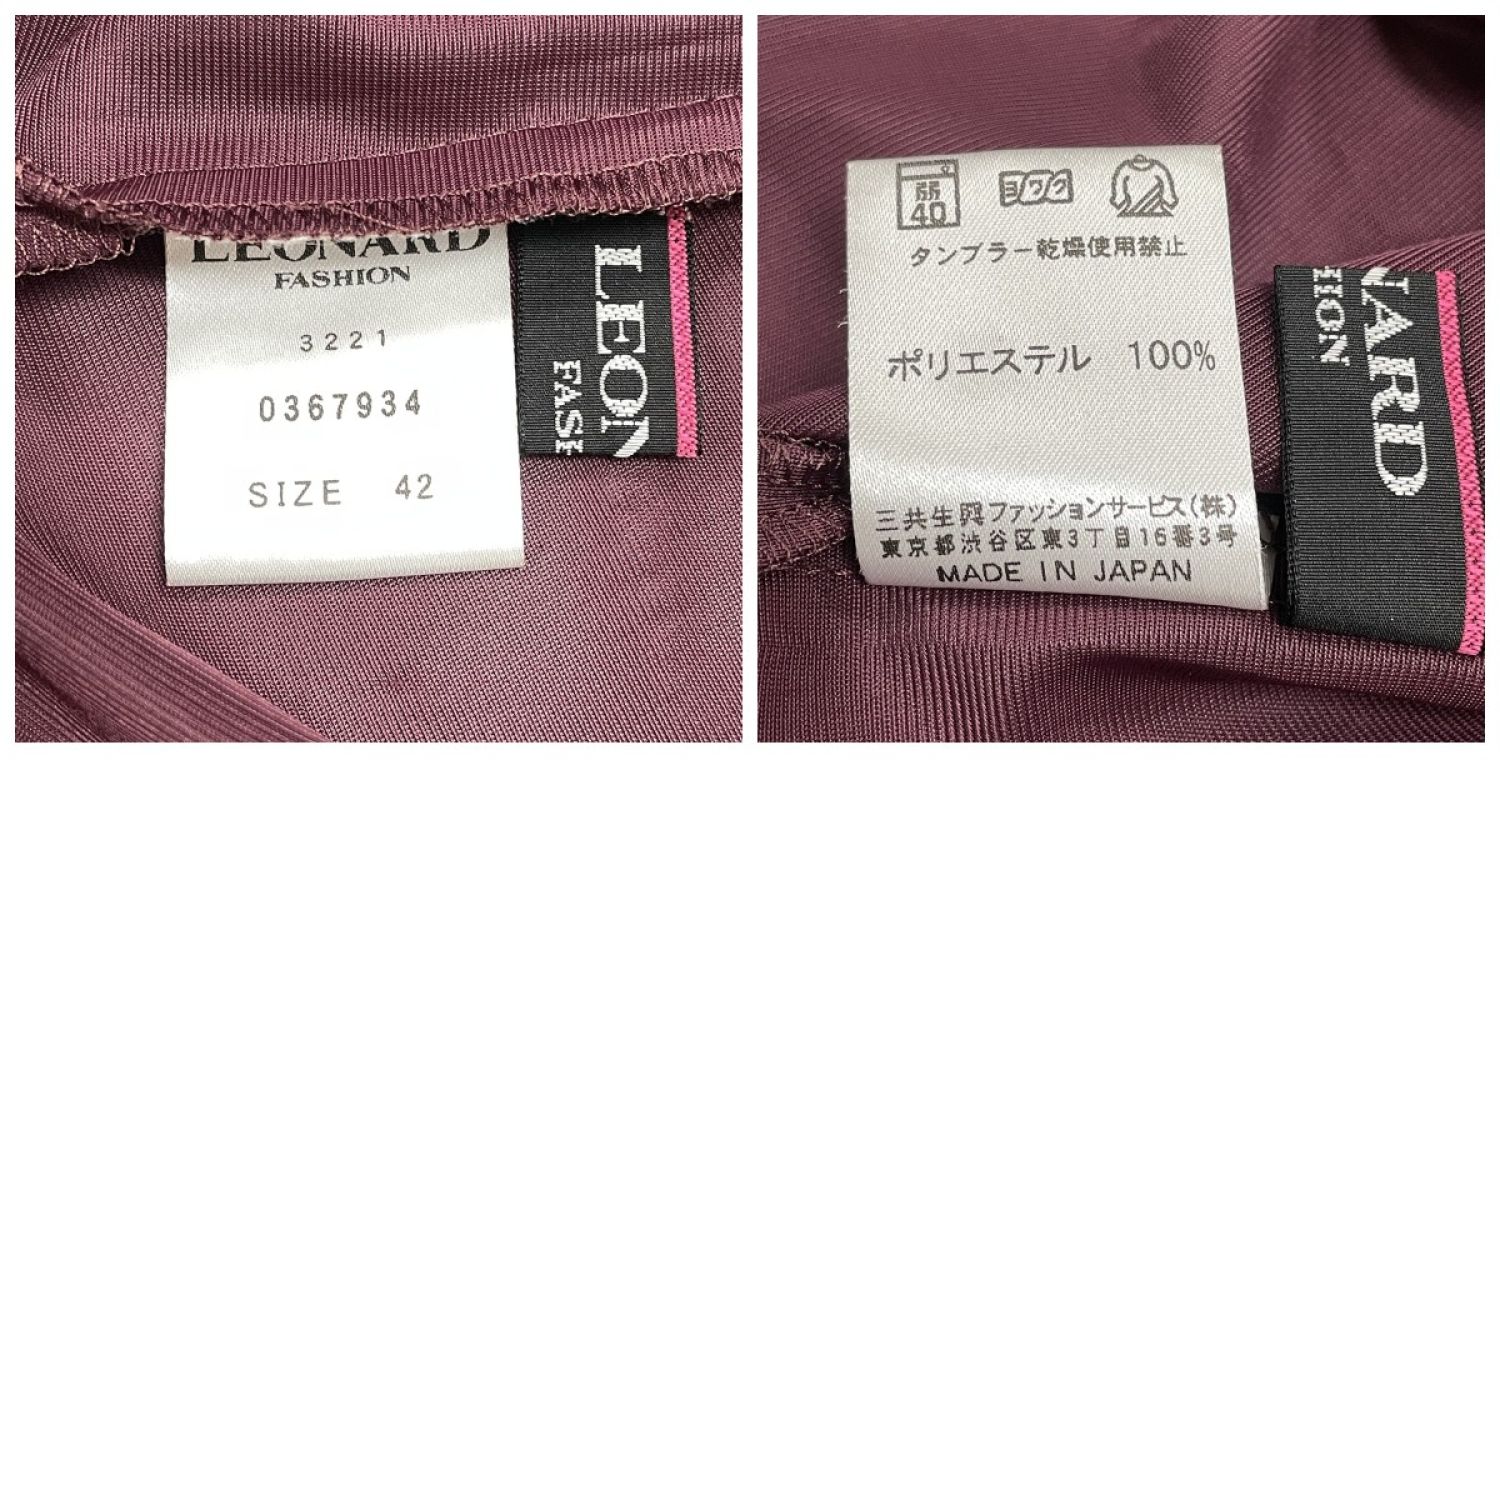 LEONARD
FASHION
3221
0367934
SIZE 42
LEON
FASH
弱
40
ヨワク
タンブラー乾燥使用禁止
ポリエステル 100%
三共生興ファッションサービス(株)
東京都渋谷区東3丁目16番3号
MADE IN JAPAN
NARD
HION